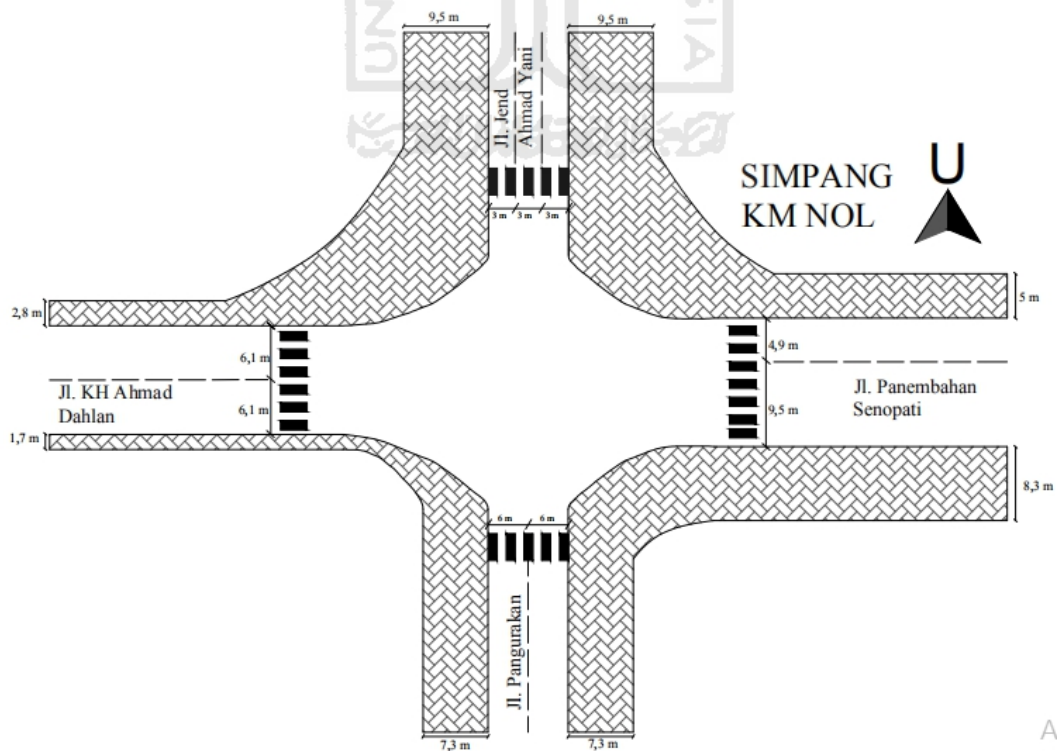 9,5 m
9,5 m
Jl. Jend
Ahmad Yani
SIMPANG
KM NOL
U
3 m
3 m
3 m
2,8 m
5 m
6,1 m
4,9 m
Jl. KH Ahmad
Dahlan
6,1 m
9,5 m
Jl. Panembahan
Senopati
1,7 m
8,3 m
6 m
6 m
Jl. Pangurakan
7,3 m
7,3 m
A